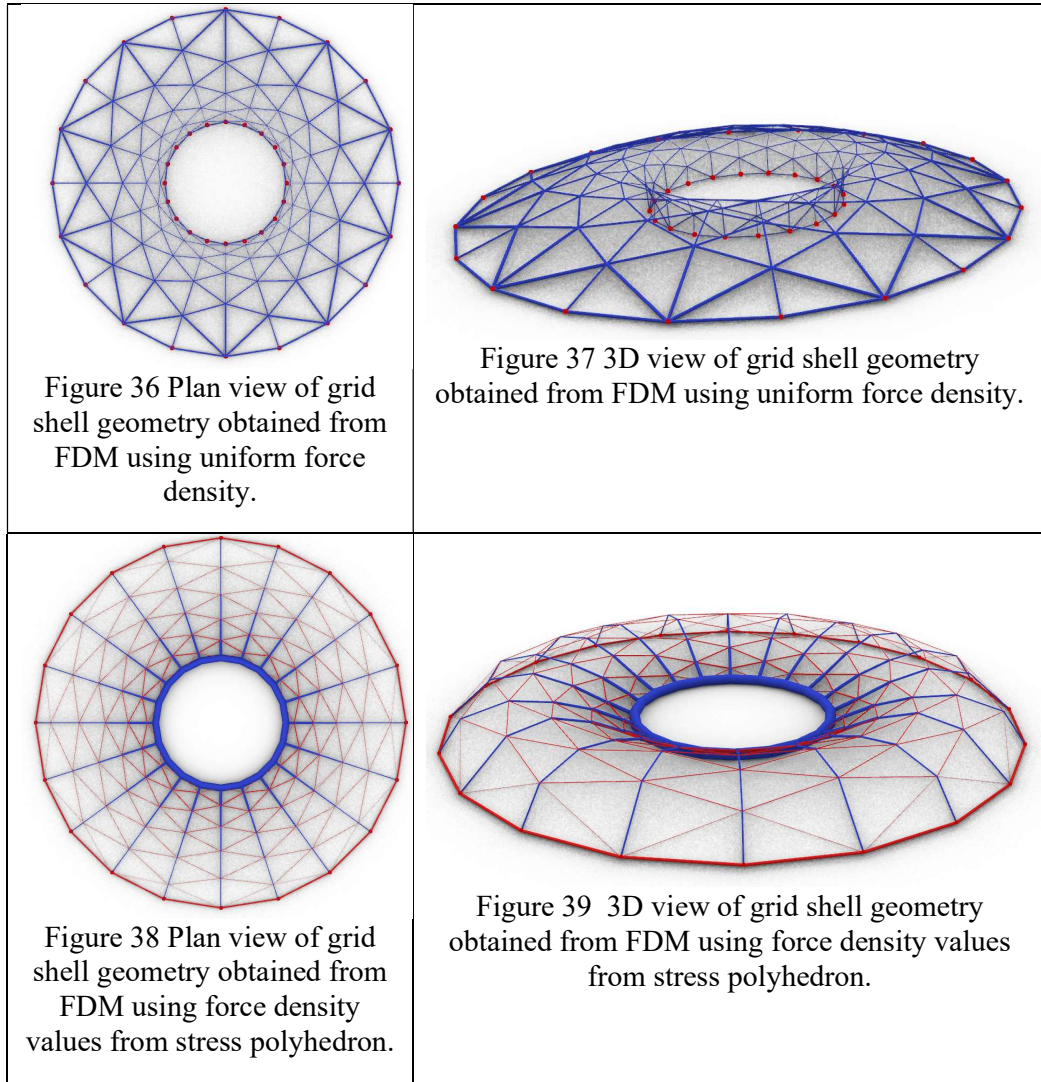 Figure 36 Plan view of grid
shell geometry obtained from
FDM using uniform force
density.
Figure 37 3D view of grid shell geometry
obtained from FDM using uniform force density.
Figure 38 Plan view of grid
shell geometry obtained from
FDM using force density
values from stress polyhedron.
Figure 39  3D view of grid shell geometry
obtained from FDM using force density values
from stress polyhedron.